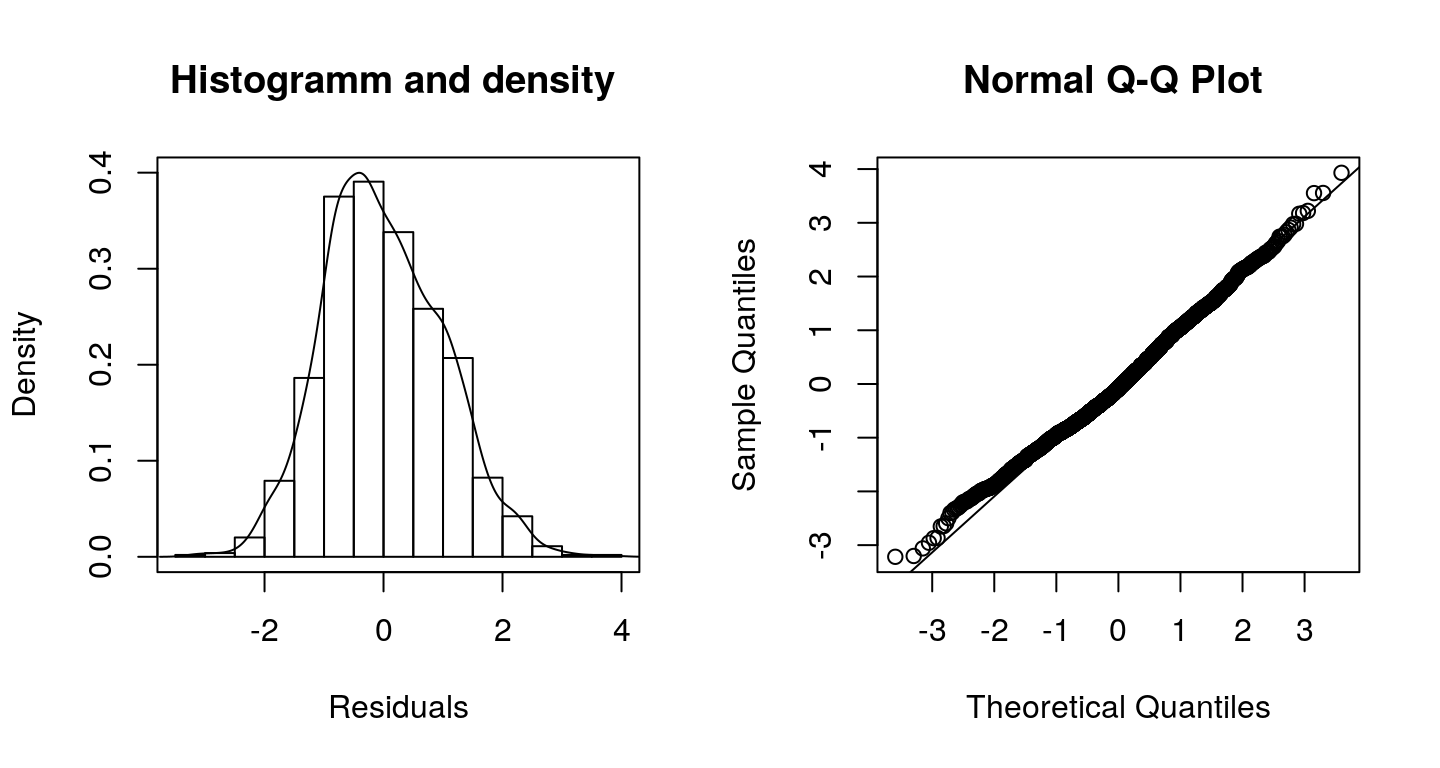 Histogramm and density
Density
0.0 0.1 0.2 0.3 0.4
-2 0 2 4
Residuals
Normal Q-Q Plot
Sample Quantiles
-3 -1 0 1 2 3 4
-3 -2 -1 0 1 2 3
Theoretical Quantiles